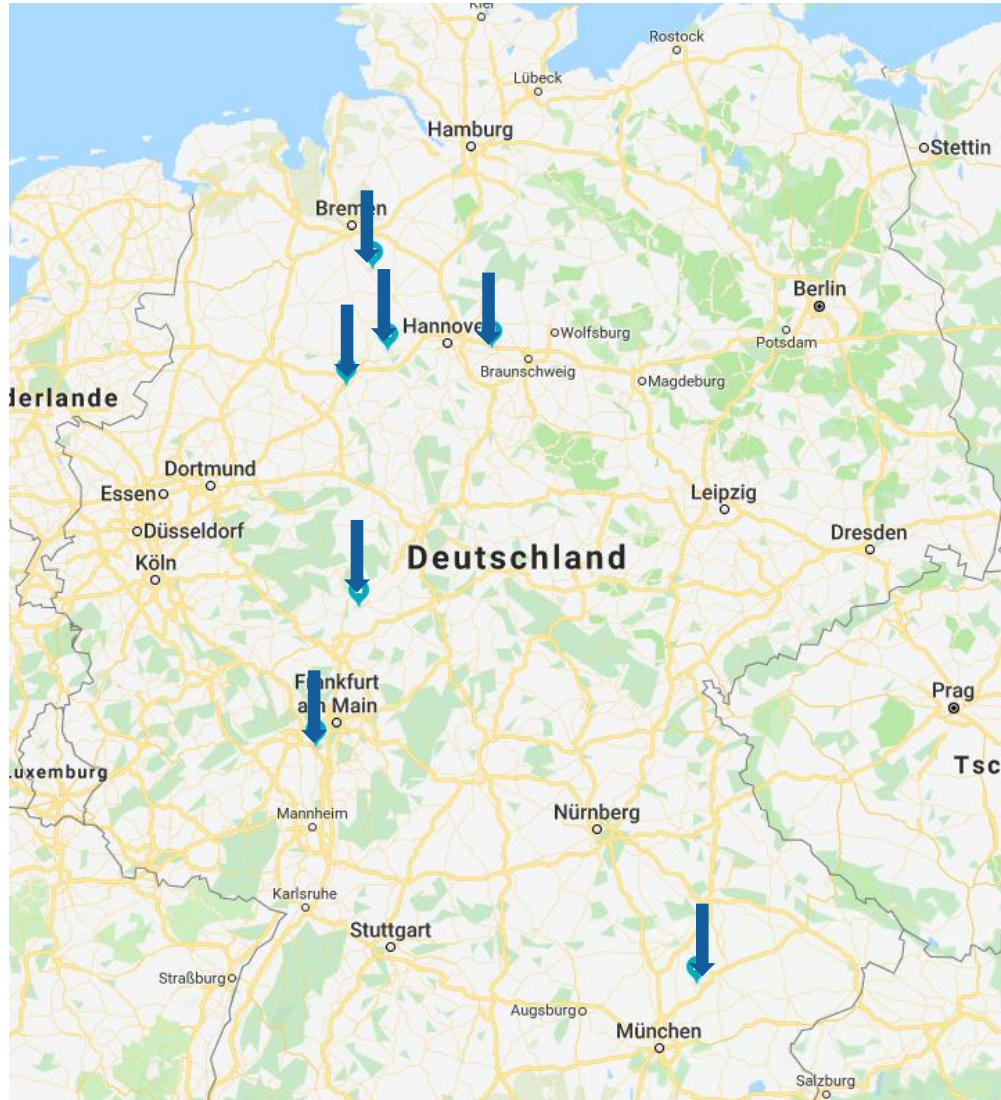 Kiel
Rostock
Lübeck
Hamburg
Stettin
Bremen
Berlin
Hannover
Wolfsburg
Potsdam
Braunschweig
Magdeburg
derlande
Dortmund
Essen
Leipzig
Düsseldorf
Dresden
Deutschland
Köln
Frankfurt
am Main
Prag
Tsc
Luxemburg
Mannheim
Nürnberg
Karlsruhe
Stuttgart
Straßburg
Augsburg
München
Salzburg